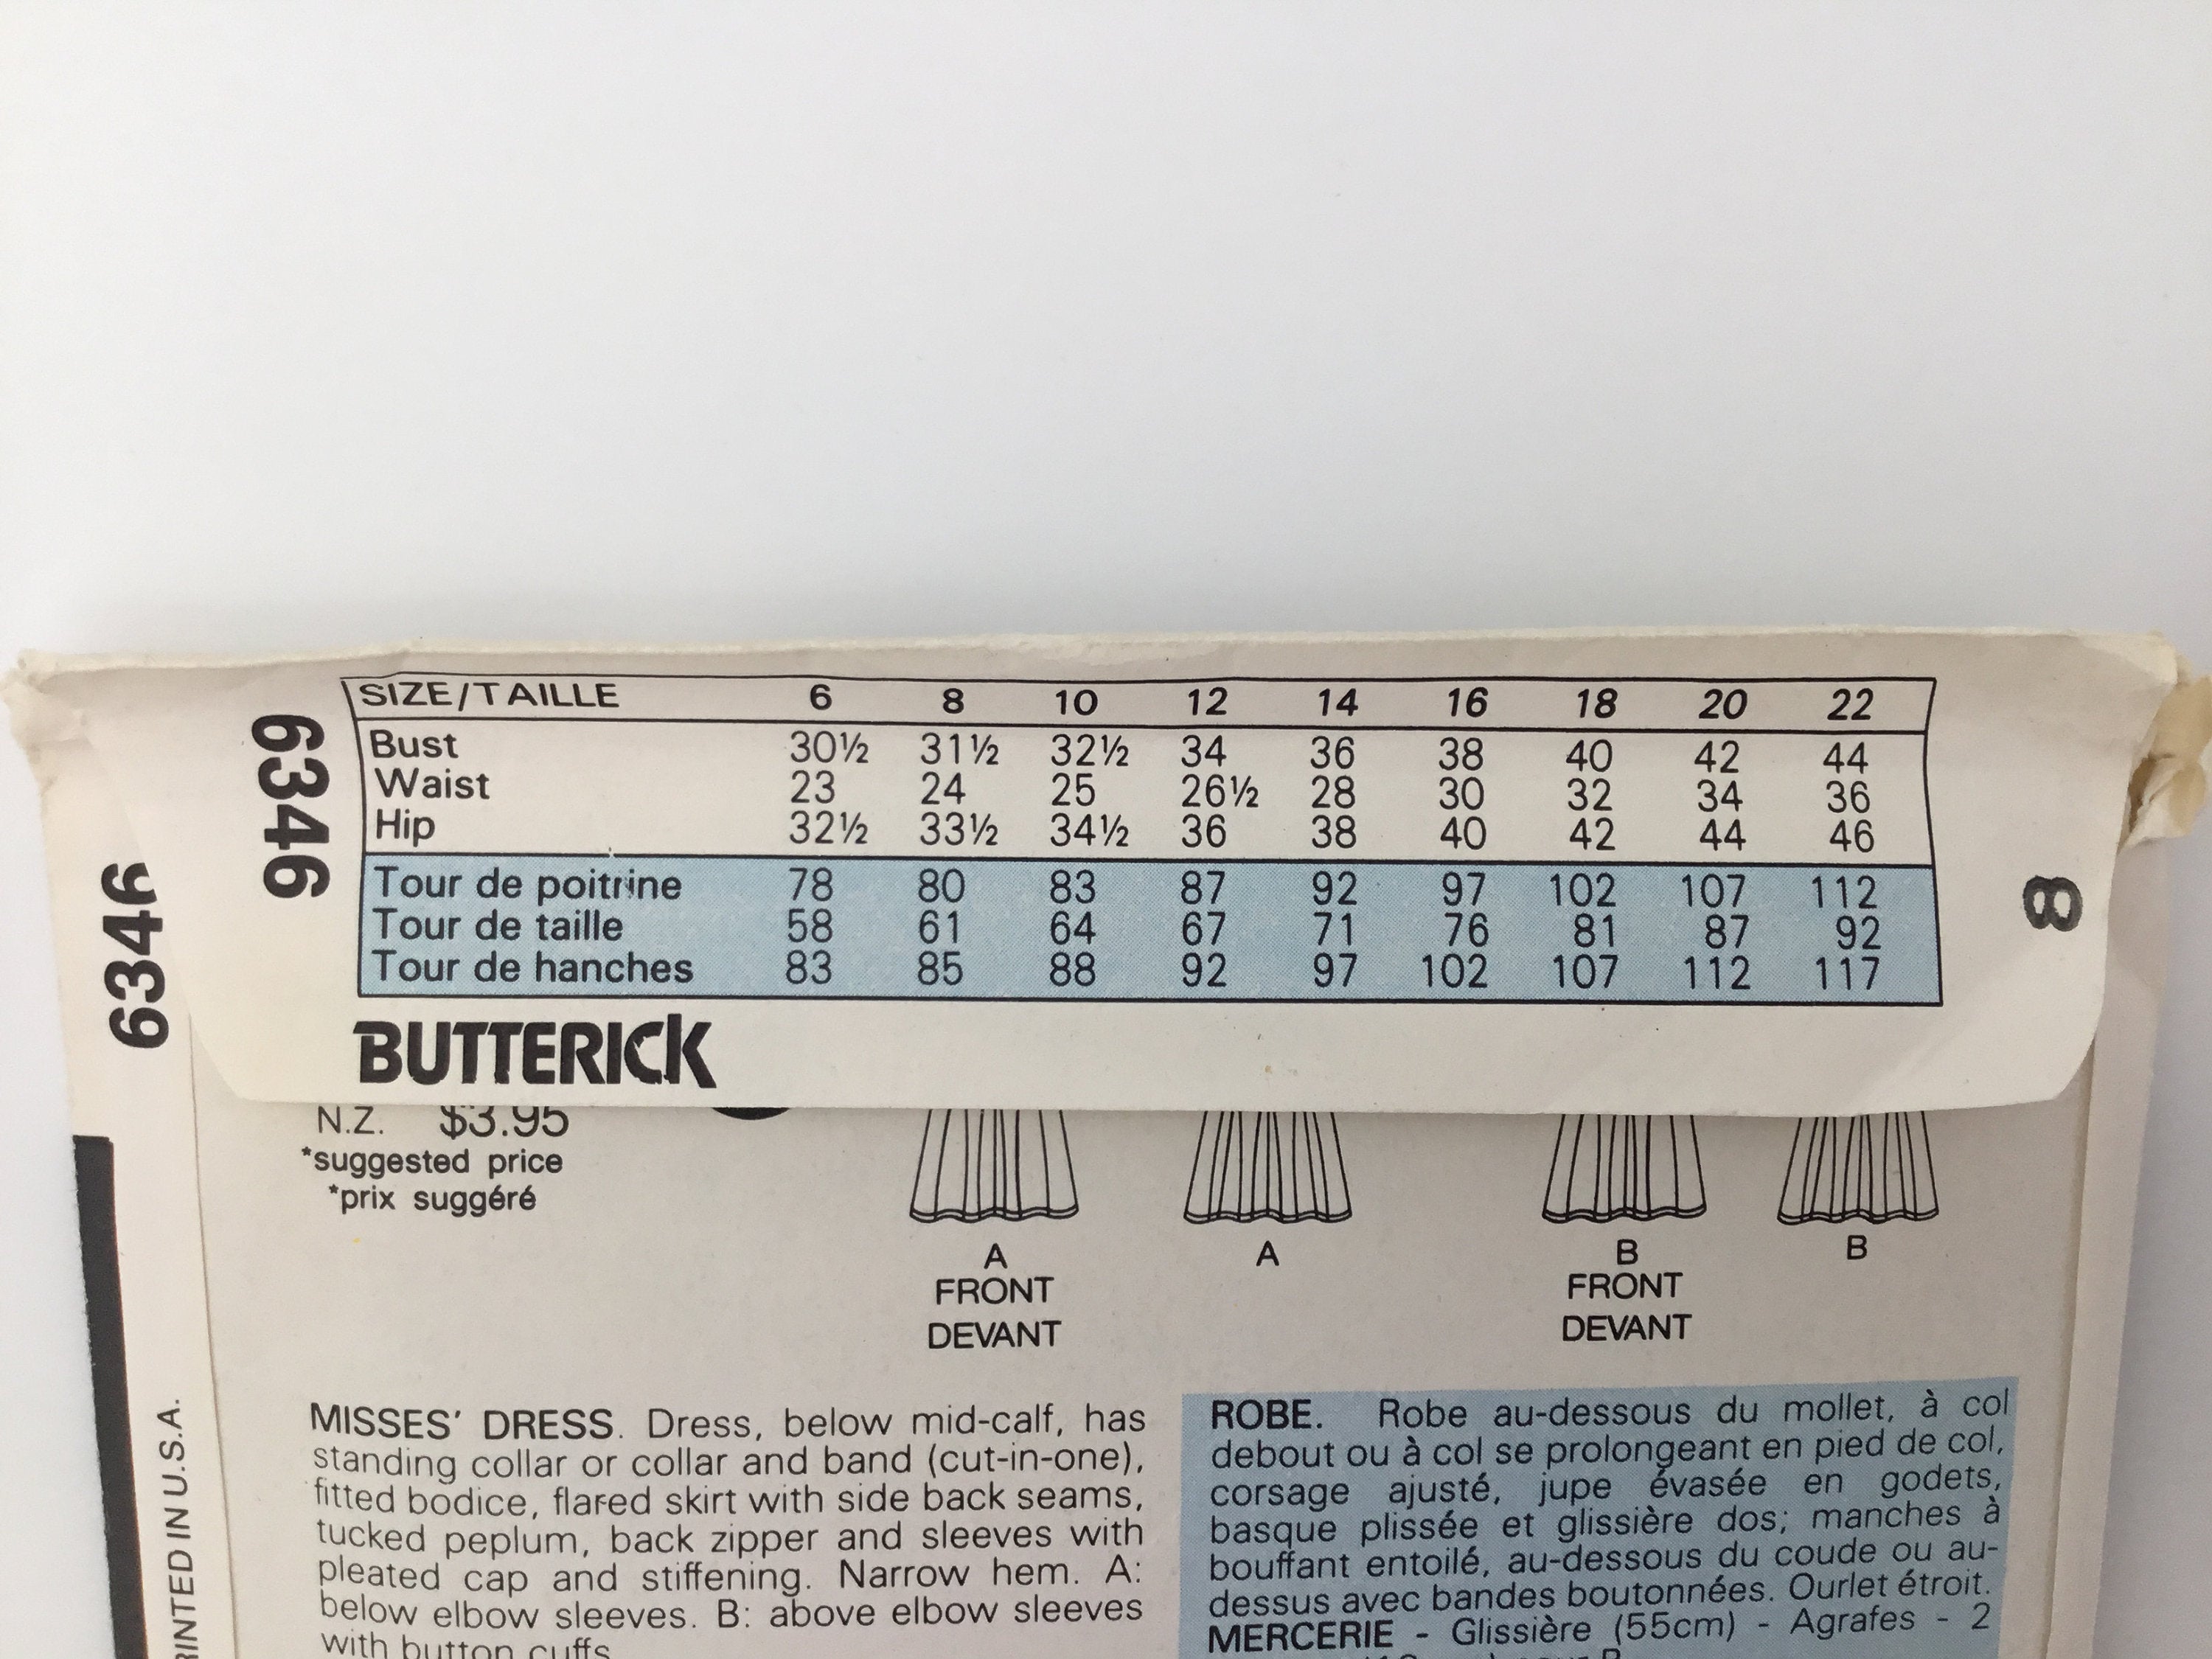 SIZE/TAILLE 6 8 10 12 14 16 18 20 22
Bust 30½ 31½ 32½ 34 36 38 40 42 44
Waist 23 24 25 26½ 28 30 32 34 36
Hip 32½ 33½ 34½ 36 38 40 42 44 46
Tour de poitrine 78 80 83 87 92 97 102 107 112
Tour de taille 58 61 64 67 71 76 81 87 92
Tour de hanches 83 85 88 92 97 102 107 112 117
6346
8
BUTTERICK
6346
N.Z. $3.95
*suggested price
*prix suggéré
A
FRONT
DEVANT
A
B
FRONT
DEVANT
B
PRINTED IN U.S.A.
MISSES' DRESS. Dress, below mid-calf, has
standing collar or collar and band (cut-in-one),
fitted bodice, flared skirt with side back seams,
tucked peplum, back zipper and sleeves with
pleated cap and stiffening. Narrow hem. A:
below elbow sleeves. B: above elbow sleeves
with button cuffs.
ROBE. Robe au-dessous du mollet, à col
debout ou à col se prolongeant en pied de col,
corsage ajusté, jupe évasée en godets,
basque plissée et glissière dos; manches à
bouffant entoilé, au-dessous du coude ou au-
dessus avec bandes boutonnées. Ourlet étroit.
MERCERIE - Glissière (55cm) - Agrafes - 2